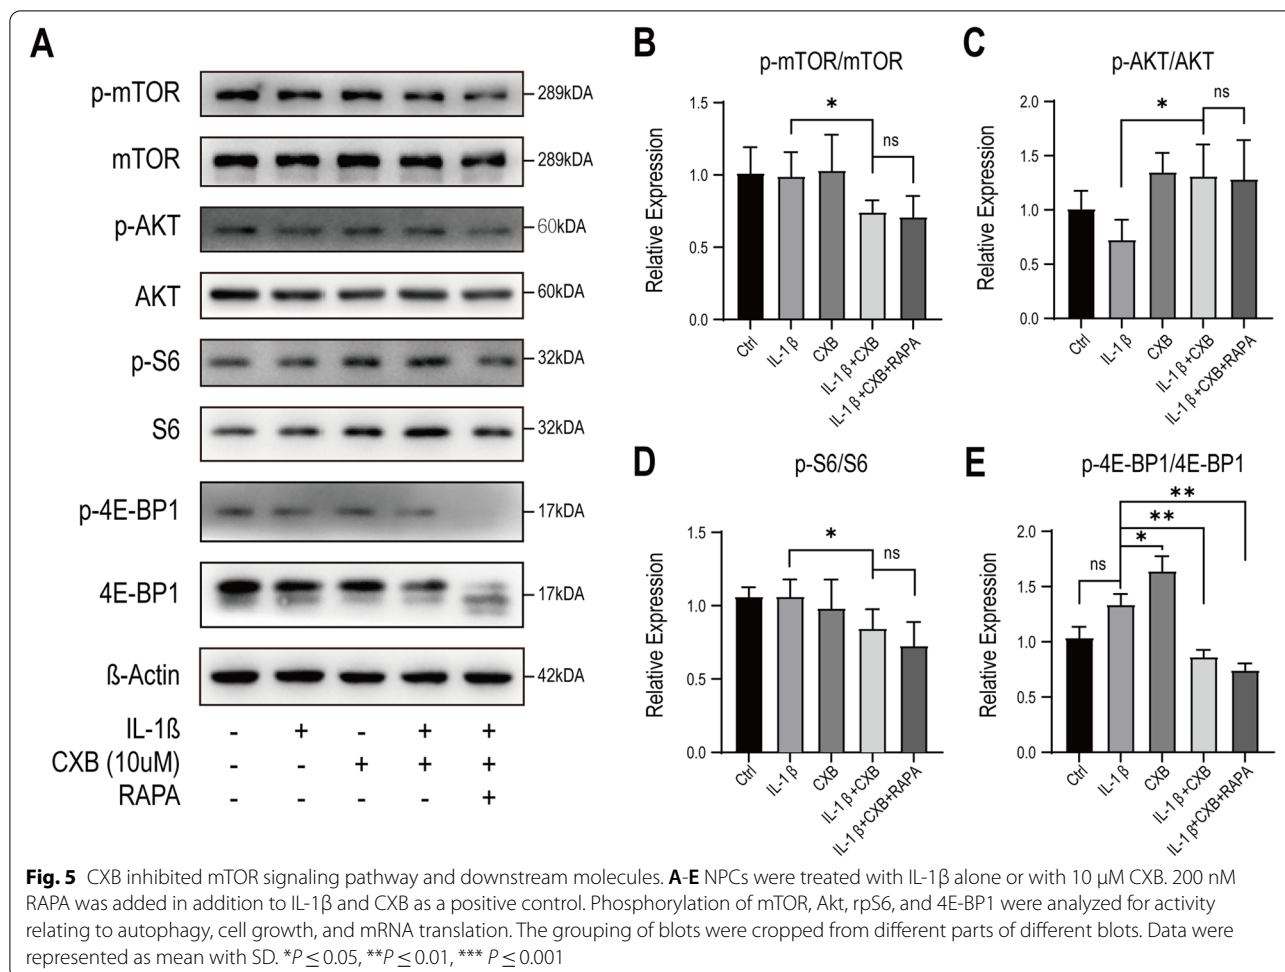 A
p-mTOR
289kDA
mTOR
289kDA
p-AKT
60kDA
AKT
60kDA
p-S6
32kDA
S6
32kDA
p-4E-BP1
17kDA
4E-BP1
17kDA
ß-Actin
42kDA
IL-1ß - + - + +
CXB (10uM) - - + + +
RAPA - - - - +
B
p-mTOR/mTOR
Relative Expression
1.5
1.0
0.5
0.0
*
ns
Ctrl
IL-1β
CXB
IL-1β+CXB
IL-1β+CXB+RAPA
C
p-AKT/AKT
Relative Expression
2.0
1.5
1.0
0.5
0.0
*
ns
Ctrl
IL-1β
CXB
IL-1β+CXB
IL-1β+CXB+RAPA
D
p-S6/S6
Relative Expression
1.5
1.0
0.5
0.0
*
ns
Ctrl
IL-1β
CXB
IL-1β+CXB
IL-1β+CXB+RAPA
E
p-4E-BP1/4E-BP1
Relative Expression
2.0
1.5
1.0
0.5
0.0
**
**
*
ns
Ctrl
IL-1β
CXB
IL-1β+CXB
IL-1β+CXB+RAPA
Fig. 5 CXB inhibited mTOR signaling pathway and downstream molecules. A-E NPCs were treated with IL-1β alone or with 10 μM CXB. 200 nM
RAPA was added in addition to IL-1β and CXB as a positive control. Phosphorylation of mTOR, Akt, rpS6, and 4E-BP1 were analyzed for activity
relating to autophagy, cell growth, and mRNA translation. The grouping of blots were cropped from different parts of different blots. Data were
represented as mean with SD. *P ≤ 0.05, **P ≤ 0.01, *** P ≤ 0.001